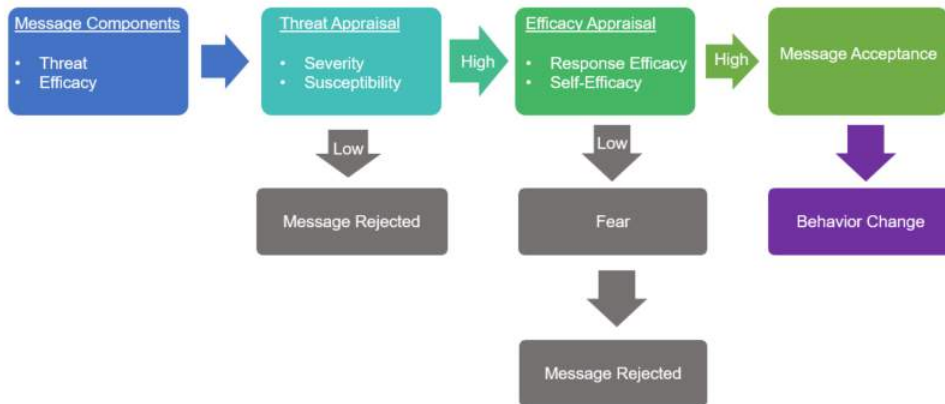 Message Components
• Threat
• Efficacy
Threat Appraisal
• Severity
• Susceptibility
High
Efficacy Appraisal
• Response Efficacy
• Self-Efficacy
High
Message Acceptance
Low
Low
Message Rejected
Fear
Behavior Change
Message Rejected